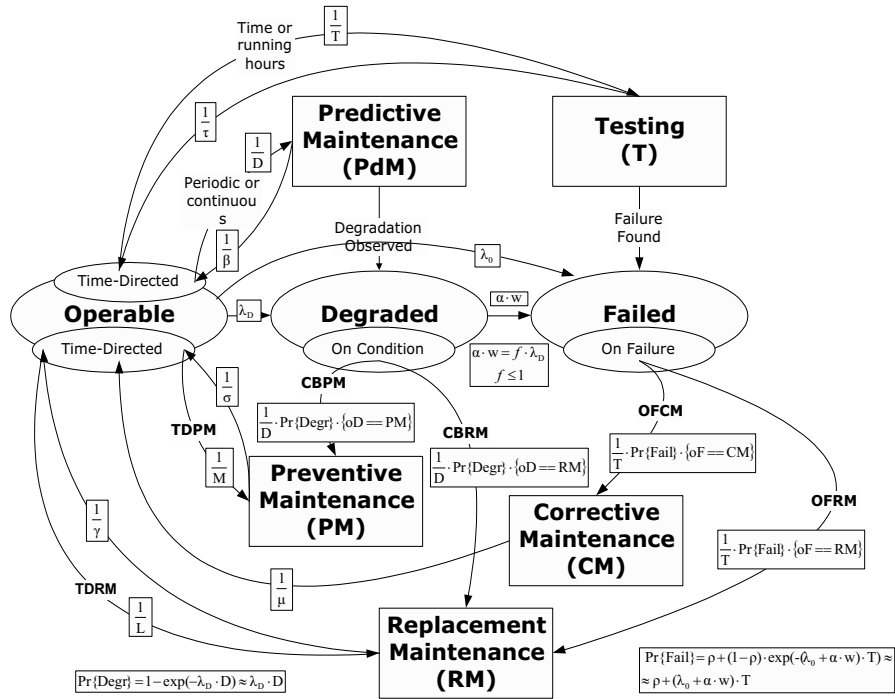 Time or
running
hours
1/T
1/τ
Predictive
Maintenance
(PdM)
Testing
(T)
1/D
Periodic or
continuou
s
1/β
Degradation
Observed
Failure
Found
λ₀
Time-Directed
Operable
λ_D
Degraded
α·w
Failed
Time-Directed
On Condition
α·w = f·λ_D
f ≤ 1
On Failure
CBPM
1/σ
TDPM
1/D·Pr{Degr}·{oD == PM}
CBRM
OFCM
1/M
1/D·Pr{Degr}·{oD == RM}
1/T·Pr{Fail}·{oF == CM}
Preventive
Maintenance
(PM)
OFRM
Corrective
Maintenance
(CM)
1/γ
1/T·Pr{Fail}·{oF == RM}
TDRM
1/μ
1/L
Replacement
Maintenance
(RM)
Pr{Degr} = 1 − exp(−λ_D·D) ≈ λ_D·D
Pr{Fail} = ρ + (1−ρ)·exp(-(λ₀ + α·w)·T) ≈
≈ ρ + (λ₀ + α·w)·T